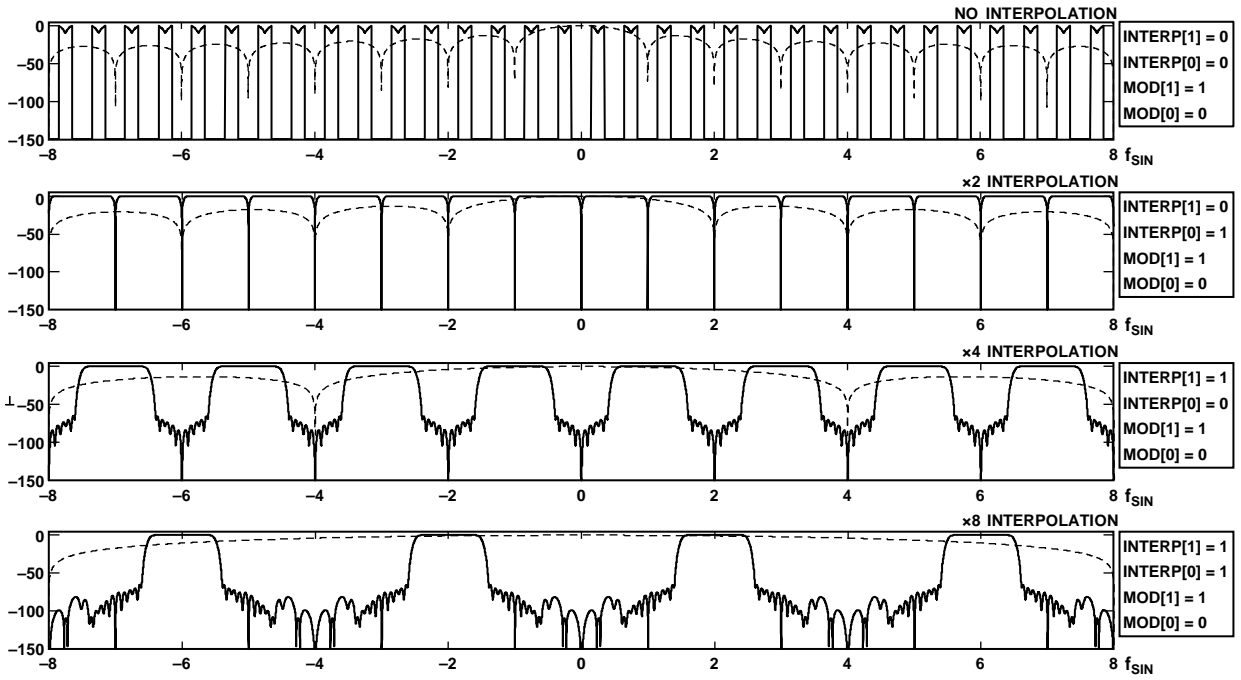 NO INTERPOLATION
0
–50
–100
–150
–8 –6 –4 –2 0 2 4 6 8 fSIN
INTERP[1] = 0
INTERP[0] = 0
MOD[1] = 1
MOD[0] = 0
×2 INTERPOLATION
0
–50
–100
–150
–8 –6 –4 –2 0 2 4 6 8 fSIN
INTERP[1] = 0
INTERP[0] = 1
MOD[1] = 1
MOD[0] = 0
×4 INTERPOLATION
0
–50
–100
–150
–8 –6 –4 –2 0 2 4 6 8 fSIN
INTERP[1] = 1
INTERP[0] = 0
MOD[1] = 1
MOD[0] = 0
×8 INTERPOLATION
0
–50
–100
–150
–8 –6 –4 –2 0 2 4 6 8 fSIN
INTERP[1] = 1
INTERP[0] = 1
MOD[1] = 1
MOD[0] = 0